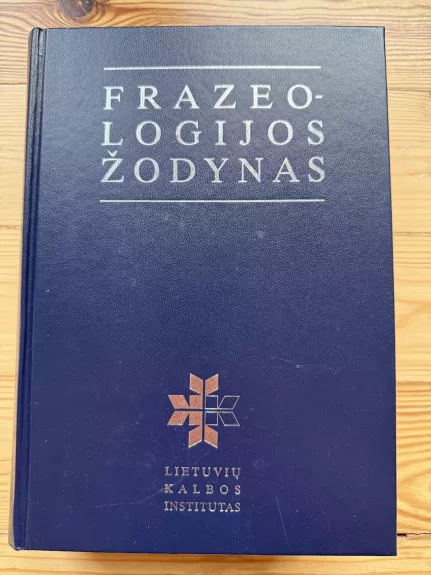 FRAZEO-
LOGIJOS
ŽODYNAS
LIETUVIŲ
KALBOS
INSTITUTAS